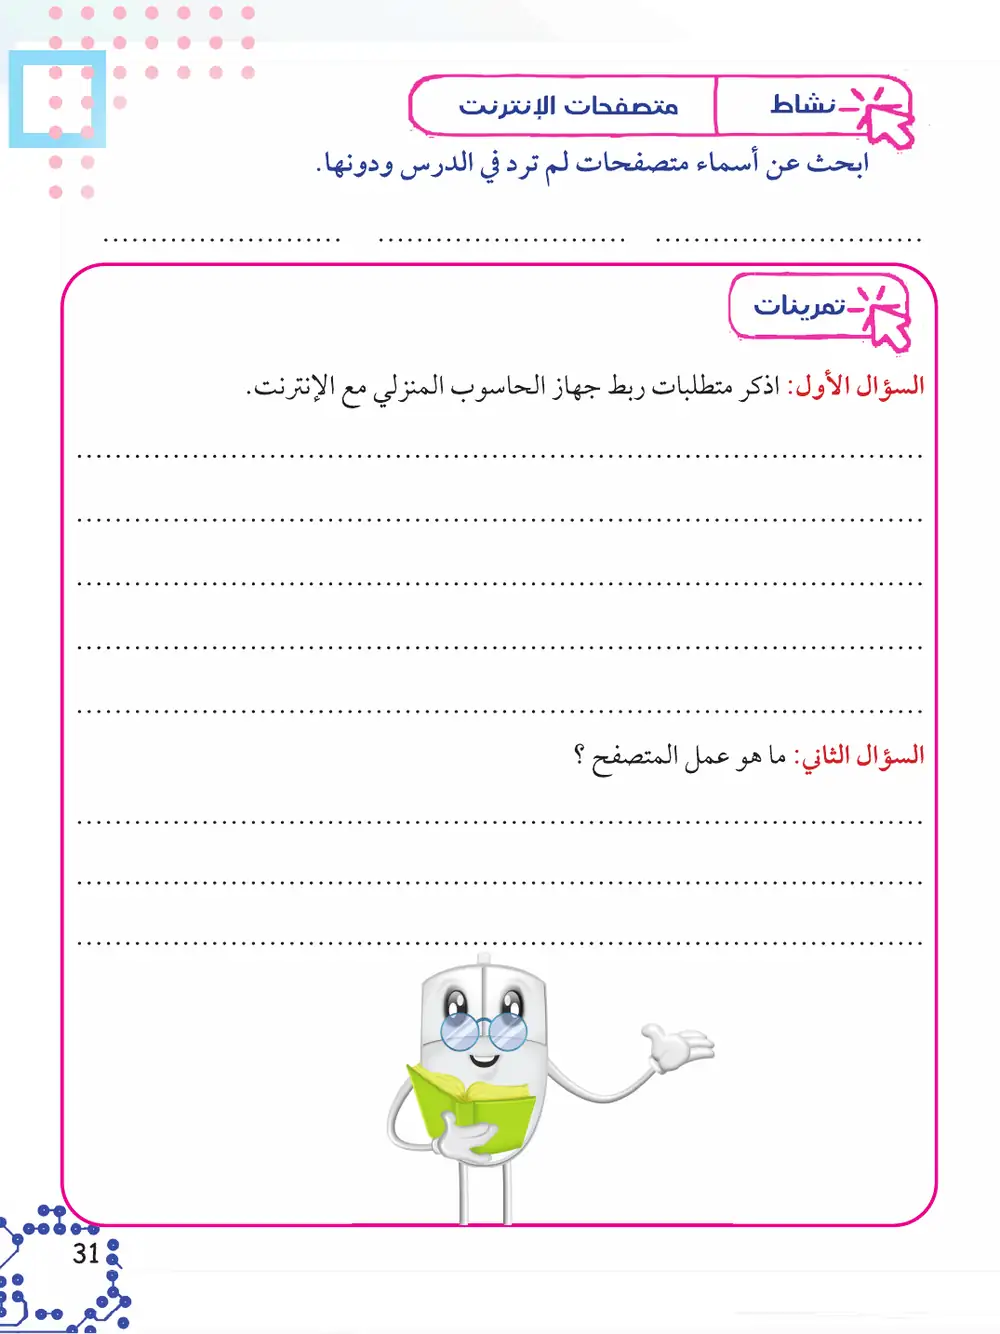 نشاط
متصفحات الإنترنت
ابحث عن أسماء متصفحات لم ترد في الدرس ودونها.
........................... ......................... ........................
تمرينات
السؤال الأول: اذكر متطلبات ربط جهاز الحاسوب المنزلي مع الإنترنت.
السؤال الثاني: ما هو عمل المتصفح ؟
31